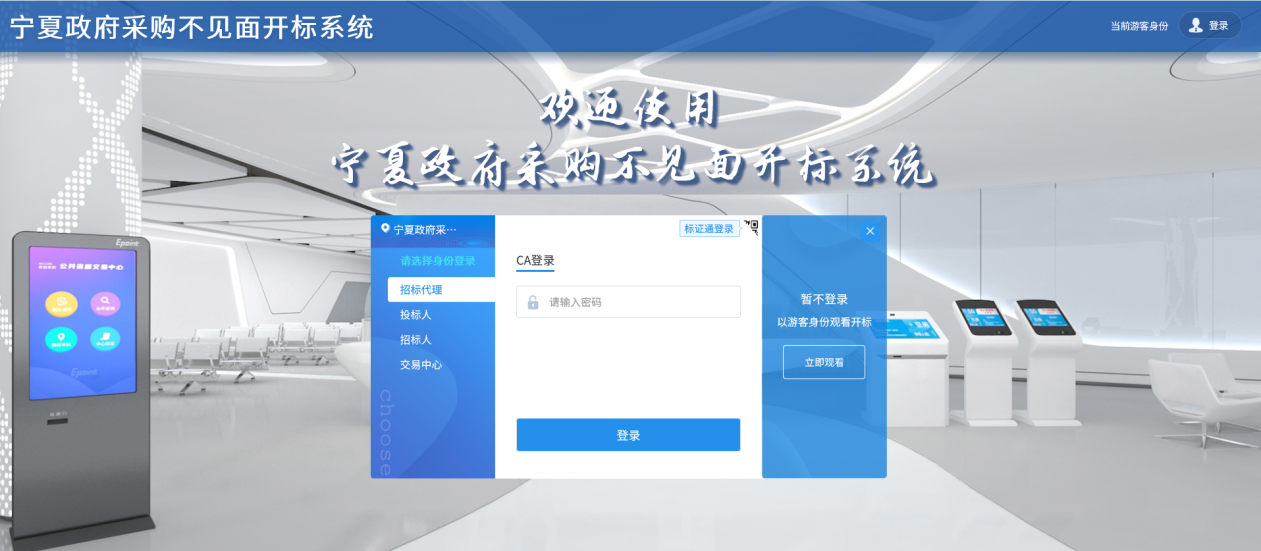 宁夏政府采购不见面开标系统
当前游客身份
登录
欢迎使用
宁夏政府采购不见面开标系统
宁夏政府采···
请选择身份登录
招标代理
投标人
招标人
交易中心
choose
标证通登录
CA登录
请输入密码
登录
暂不登录
以游客身份观看开标
立即观看
Epoint
公共资源交易中心
Epoint